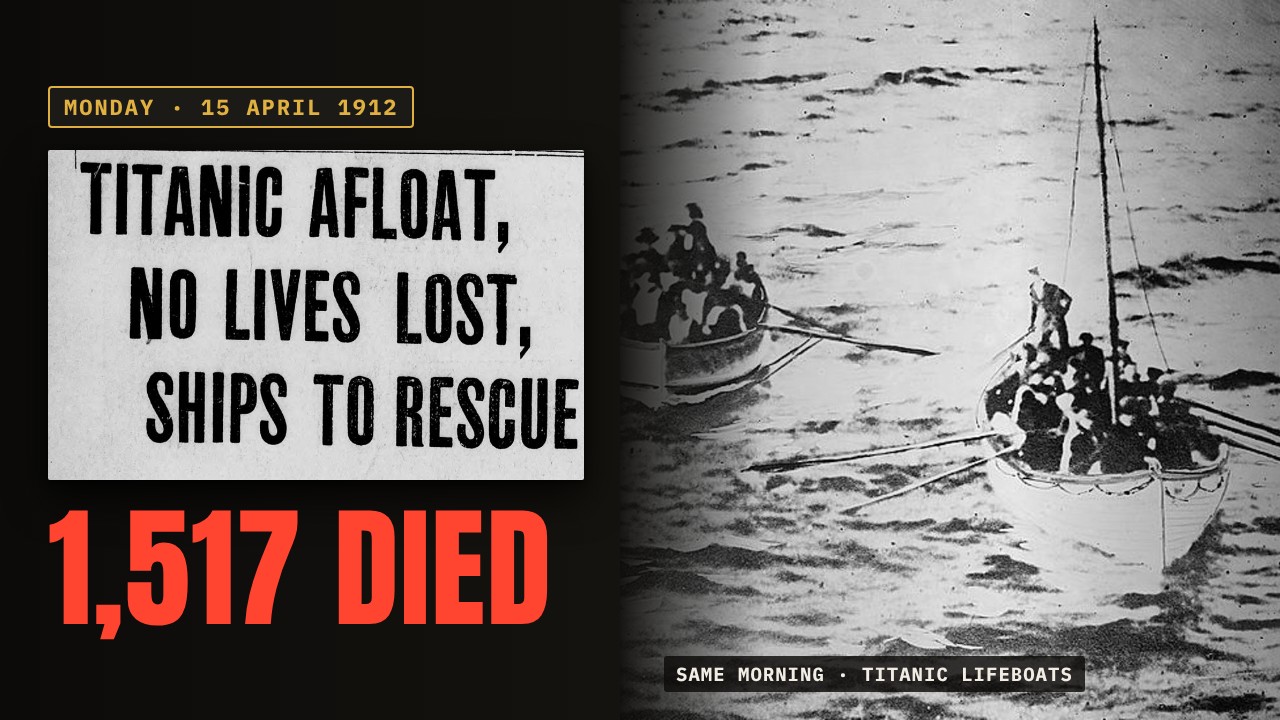 MONDAY · 15 APRIL 1912
TITANIC AFLOAT,
NO LIVES LOST,
SHIPS TO RESCUE
1,517 DIED
SAME MORNING · TITANIC LIFEBOATS